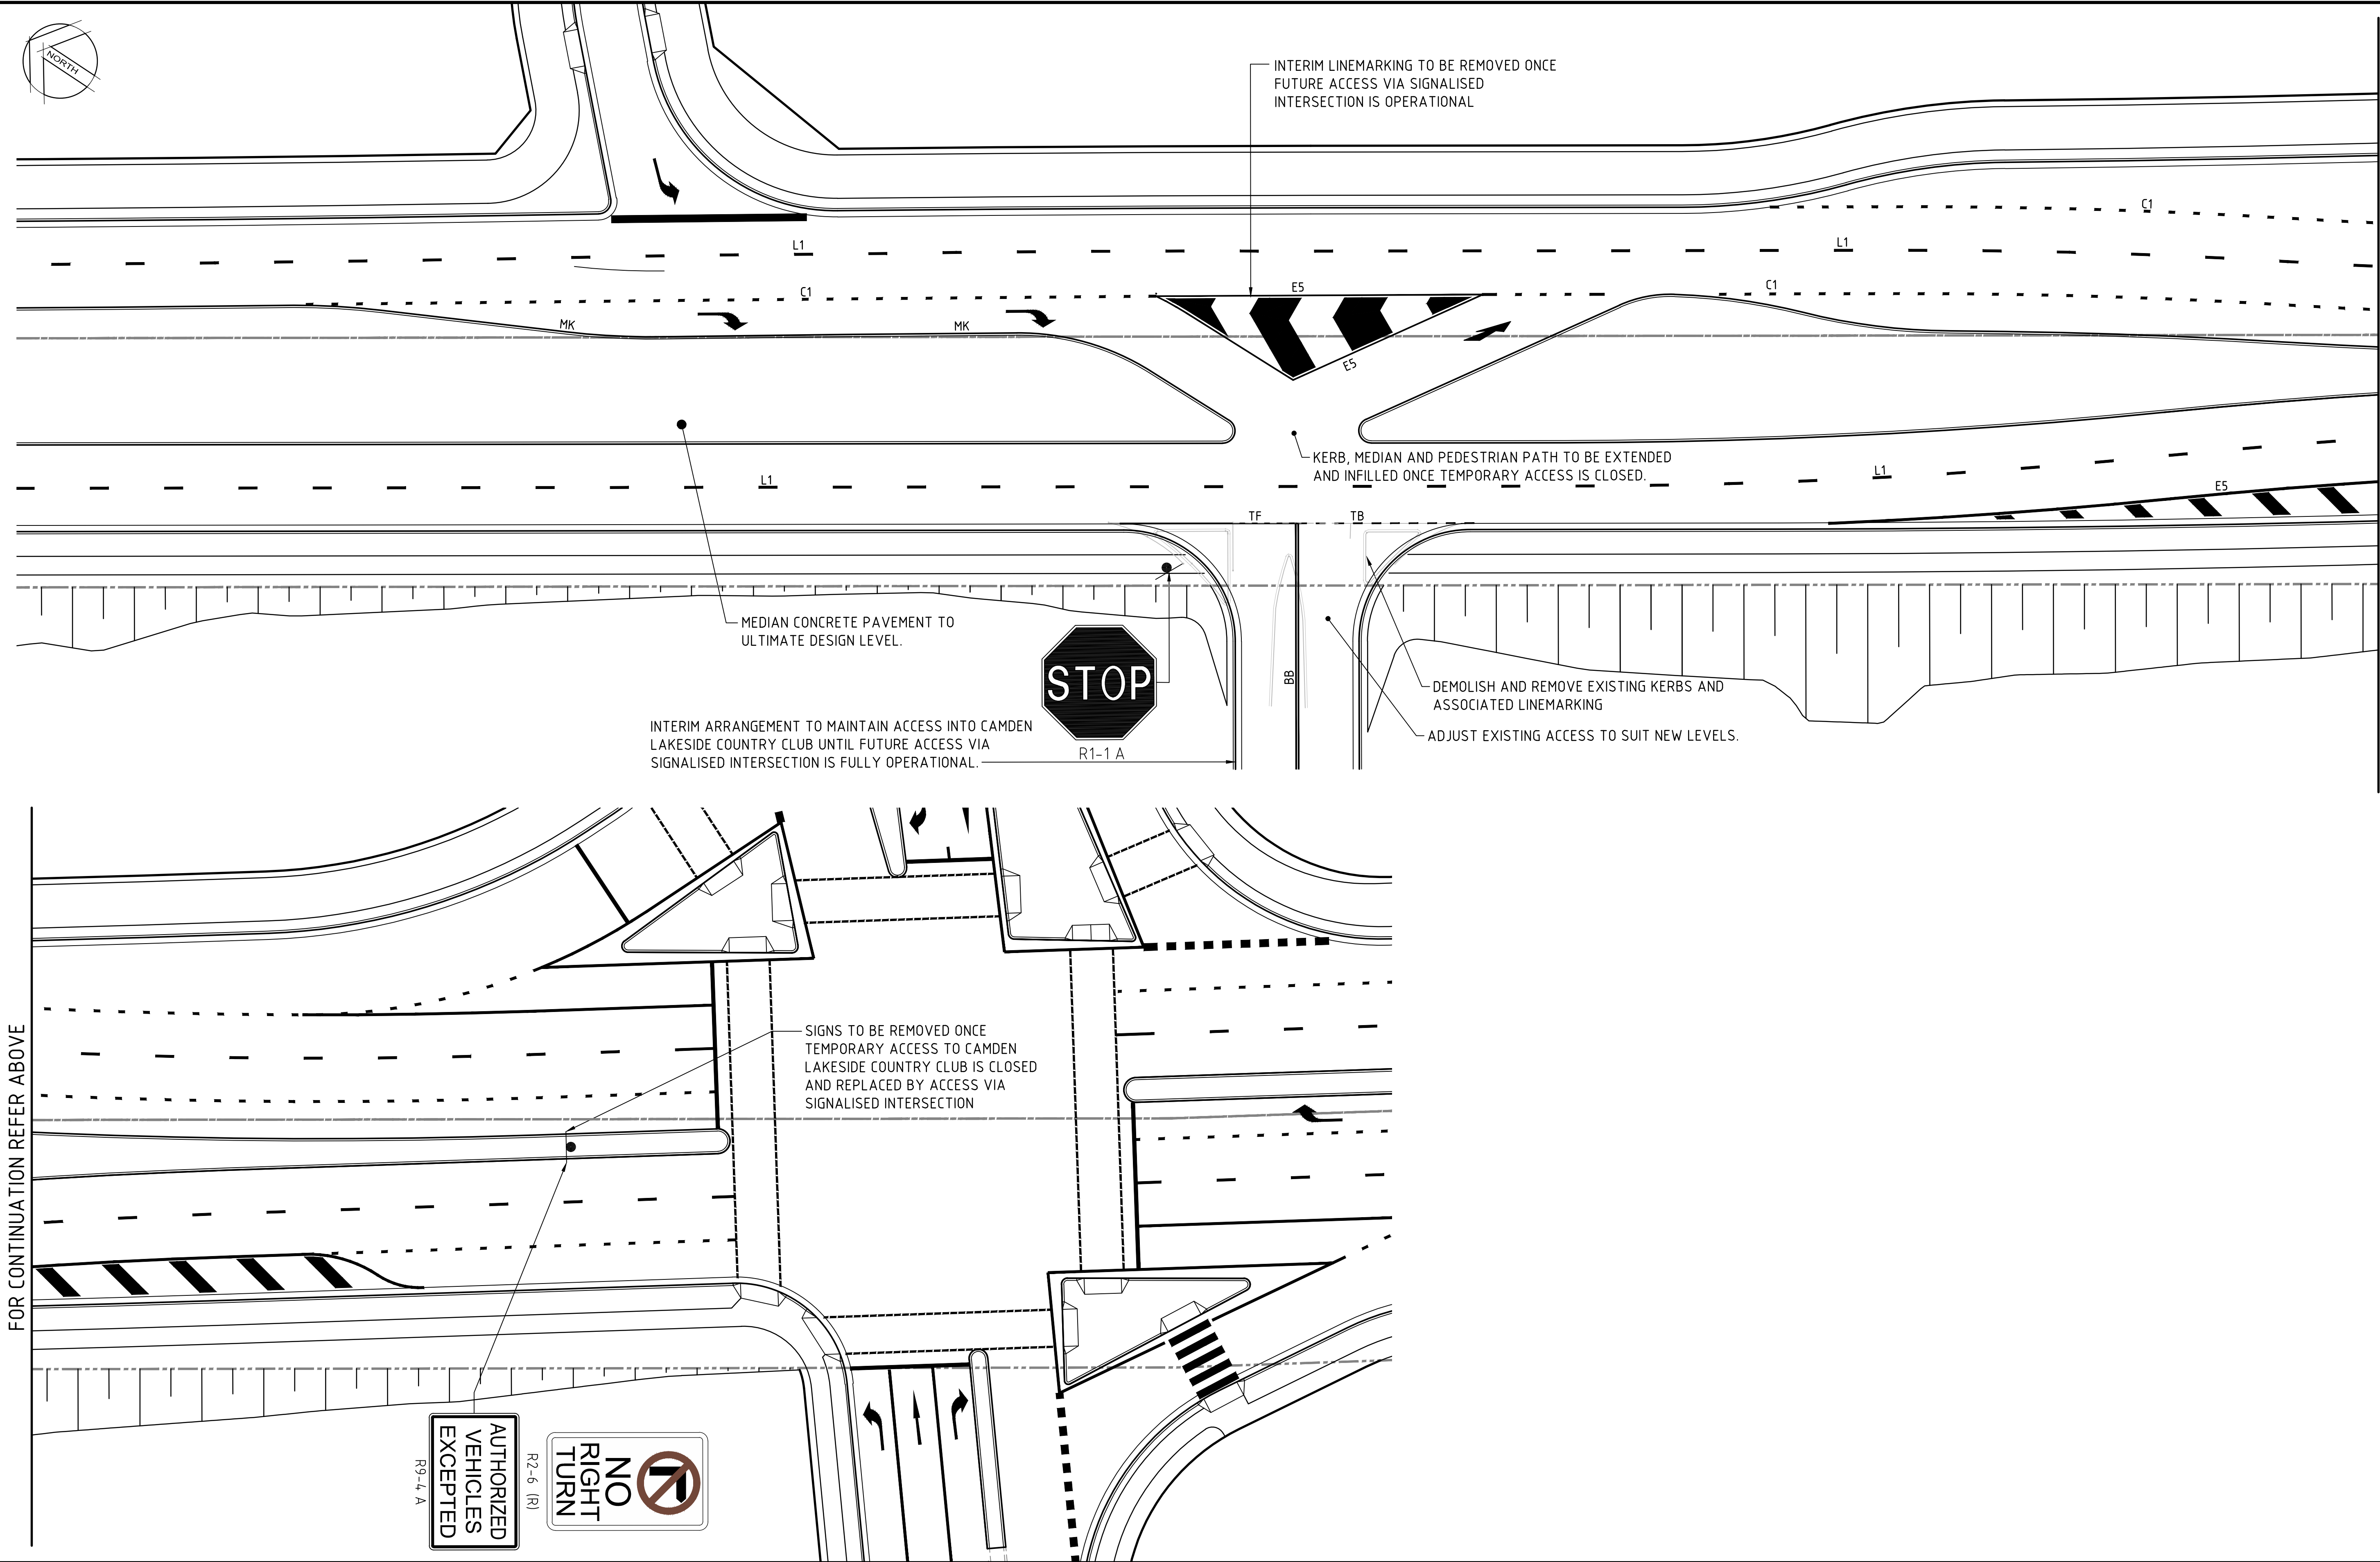 NORTH
INTERIM LINEMARKING TO BE REMOVED ONCE
FUTURE ACCESS VIA SIGNALISED
INTERSECTION IS OPERATIONAL
C1
L1
L1
C1
E5
C1
MK
MK
E5
KERB, MEDIAN AND PEDESTRIAN PATH TO BE EXTENDED
AND INFILLED ONCE TEMPORARY ACCESS IS CLOSED.
L1
L1
E5
TF
TB
MEDIAN CONCRETE PAVEMENT TO
ULTIMATE DESIGN LEVEL.
STOP
R1-1 A
BB
DEMOLISH AND REMOVE EXISTING KERBS AND
ASSOCIATED LINEMARKING
ADJUST EXISTING ACCESS TO SUIT NEW LEVELS.
INTERIM ARRANGEMENT TO MAINTAIN ACCESS INTO CAMDEN
LAKESIDE COUNTRY CLUB UNTIL FUTURE ACCESS VIA
SIGNALISED INTERSECTION IS FULLY OPERATIONAL.
FOR CONTINUATION REFER ABOVE
SIGNS TO BE REMOVED ONCE
TEMPORARY ACCESS TO CAMDEN
LAKESIDE COUNTRY CLUB IS CLOSED
AND REPLACED BY ACCESS VIA
SIGNALISED INTERSECTION
NO
RIGHT
TURN
R2-6 (R)
AUTHORIZED
VEHICLES
EXCEPTED
R9-4 A